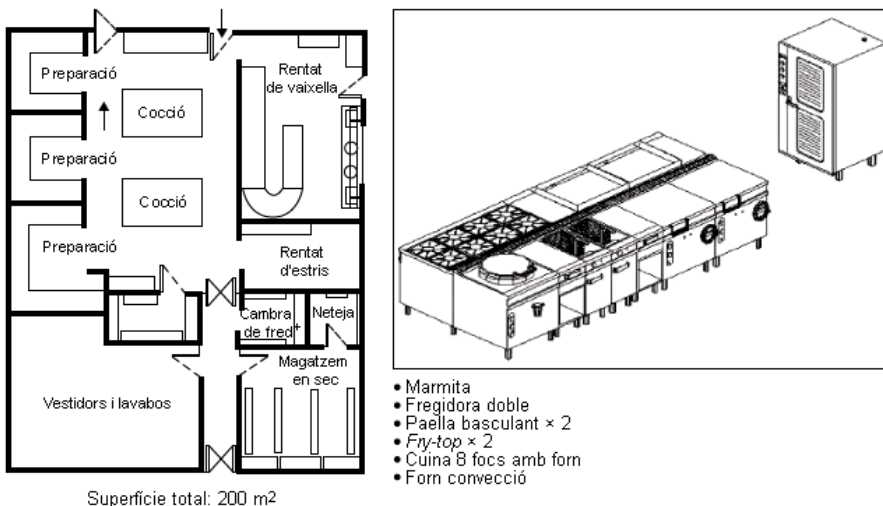 Preparació
Rentat
de vaixella
Cocció
Preparació
Cocció
Preparació
Rentat
d'estris
Cambra
de fred+
Neteja
Magatzem
en sec
Vestidors i lavabos
Superfície total: 200 m²
• Marmita
• Fregidora doble
• Paella basculant × 2
• Fry-top × 2
• Cuina 8 focs amb forn
• Forn convecció